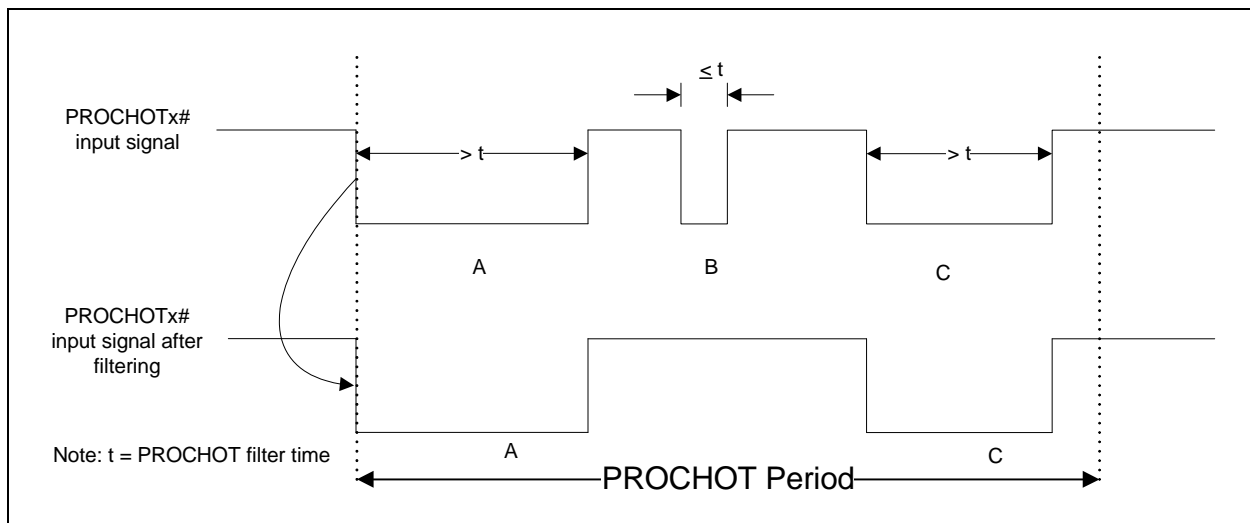 ≤ t
PROCHOTx#
input signal
> t
> t
A
B
C
PROCHOTx#
input signal after
filtering
A
C
Note: t = PROCHOT filter time
PROCHOT Period